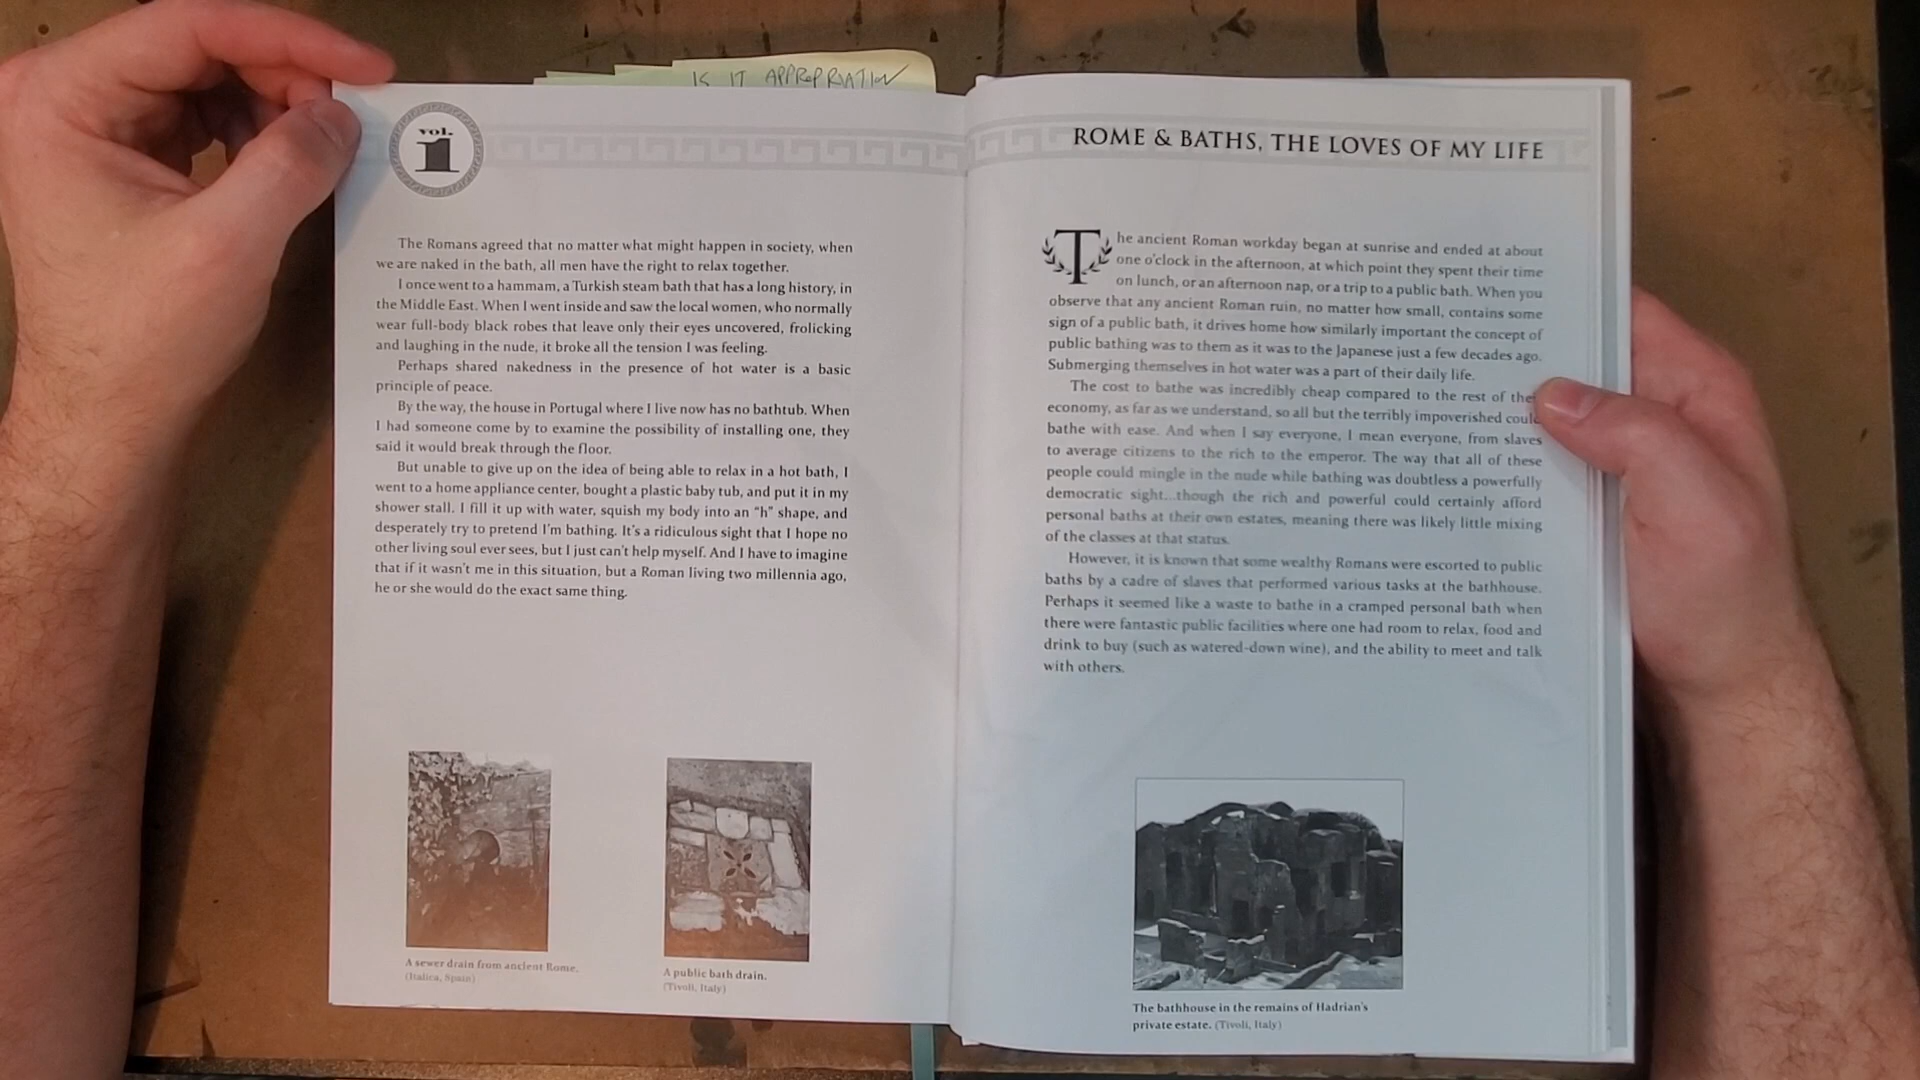 IS IT APPROPRIATION
vol.
1
The Romans agreed that no matter what might happen in society, when
we are naked in the bath, all men have the right to relax together.
I once went to a hammam, a Turkish steam bath that has a long history, in
the Middle East. When I went inside and saw the local women, who normally
wear full-body black robes that leave only their eyes uncovered, frolicking
and laughing in the nude, it broke all the tension I was feeling.
Perhaps shared nakedness in the presence of hot water is a basic
principle of peace.
By the way, the house in Portugal where I live now has no bathtub. When
I had someone come by to examine the possibility of installing one, they
said it would break through the floor.
But unable to give up on the idea of being able to relax in a hot bath, I
went to a home appliance center, bought a plastic baby tub, and put it in my
shower stall. I fill it up with water, squish my body into an "h" shape, and
desperately try to pretend I'm bathing. It's a ridiculous sight that I hope no
other living soul ever sees, but I just can't help myself. And I have to imagine
that if it wasn't me in this situation, but a Roman living two millennia ago,
he or she would do the exact same thing.
A sewer drain from ancient Rome.
(Italica, Spain)
A public bath drain.
(Tivoli, Italy)
ROME & BATHS, THE LOVES OF MY LIFE
The ancient Roman workday began at sunrise and ended at about
one o'clock in the afternoon, at which point they spent their time
on lunch, or an afternoon nap, or a trip to a public bath. When you
observe that any ancient Roman ruin, no matter how small, contains some
sign of a public bath, it drives home how similarly important the concept of
public bathing was to them as it was to the Japanese just a few decades ago.
Submerging themselves in hot water was a part of their daily life.
The cost to bathe was incredibly cheap compared to the rest of the
economy, as far as we understand, so all but the terribly impoverished could
bathe with ease. And when I say everyone, I mean everyone, from slaves
to average citizens to the rich to the emperor. The way that all of these
people could mingle in the nude while bathing was doubtless a powerfully
democratic sight...though the rich and powerful could certainly afford
personal baths at their own estates, meaning there was likely little mixing
of the classes at that status.
However, it is known that some wealthy Romans were escorted to public
baths by a cadre of slaves that performed various tasks at the bathhouse.
Perhaps it seemed like a waste to bathe in a cramped personal bath when
there were fantastic public facilities where one had room to relax, food and
drink to buy (such as watered-down wine), and the ability to meet and talk
with others.
The bathhouse in the remains of Hadrian's
private estate. (Tivoli, Italy)